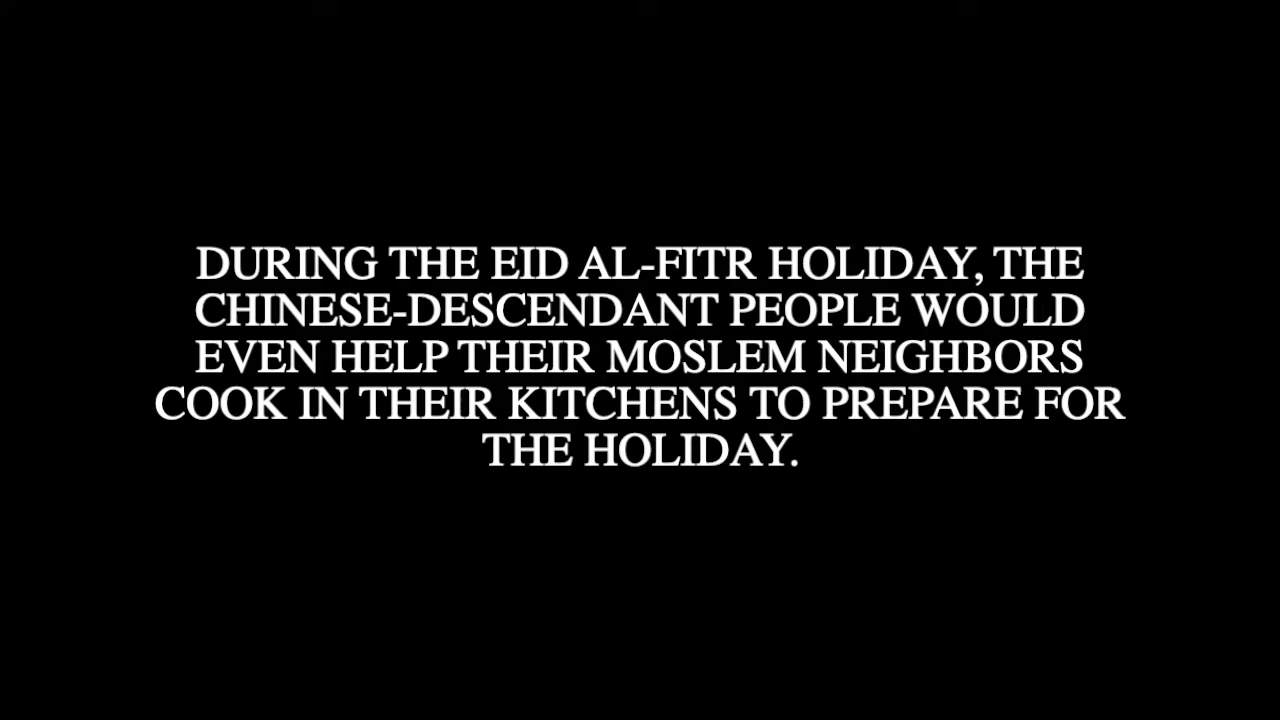 DURING THE EID AL-FITR HOLIDAY, THE
CHINESE-DESCENDANT PEOPLE WOULD
EVEN HELP THEIR MOSLEM NEIGHBORS
COOK IN THEIR KITCHENS TO PREPARE FOR
THE HOLIDAY.